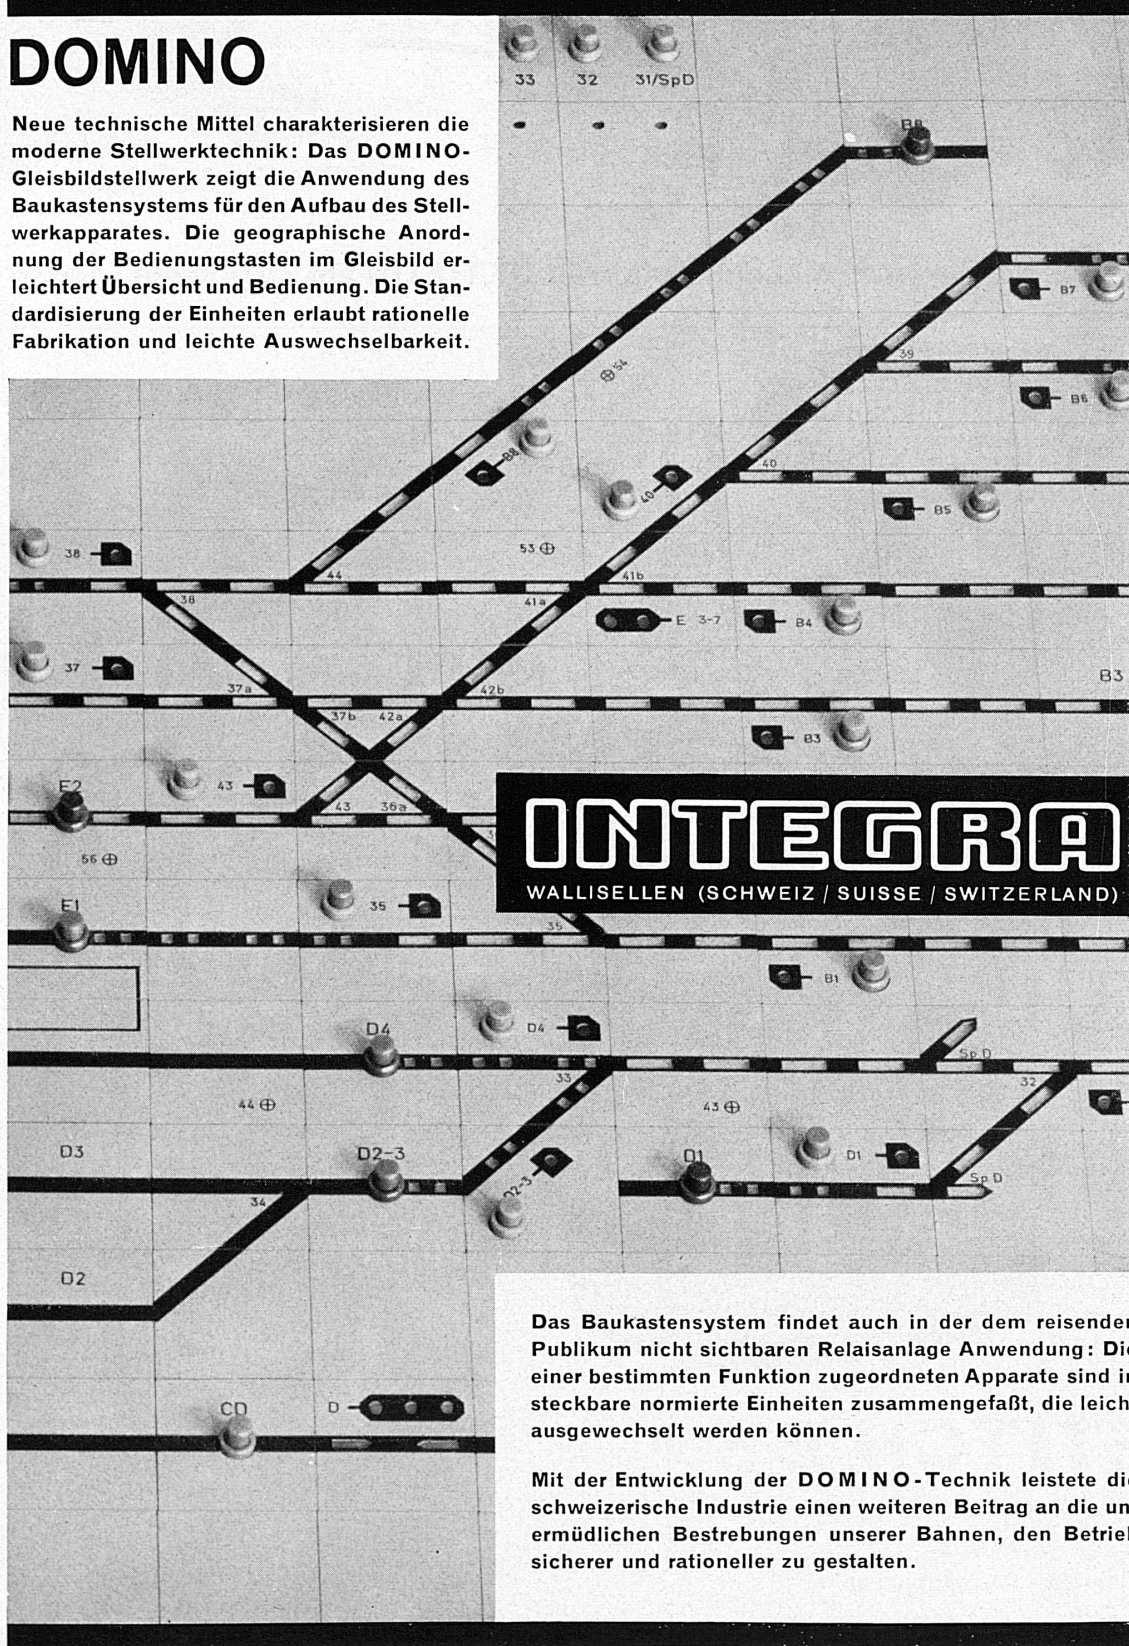 DOMINO
Neue technische Mittel charakterisieren die
moderne Stellwerktechnik: Das DOMINO-
Gleisbildstellwerk zeigt die Anwendung des
Baukastensystems für den Aufbau des Stell-
werkapparates. Die geographische Anord-
nung der Bedienungstasten im Gleisbild er-
leichtert Übersicht und Bedienung. Die Stan-
dardisierung der Einheiten erlaubt rationelle
Fabrikation und leichte Auswechselbarkeit.
33 32 31/SpD
B8
B7
39
54
B6
B8
40
40
B5
53
38
44
41b
38
41a
E 3-7
B4
37
B3
37a
42b
37b 42a
B3
43
E2
43 36a
INTEGRA
WALLISELLEN (SCHWEIZ / SUISSE / SWITZERLAND)
56
E1
35
35
B1
D4
D4
Sp D
33
32
44
43
D3
D2-3
D1
D1
D2-3
Sp D
34
D2
Das Baukastensystem findet auch in der dem reisenden
Publikum nicht sichtbaren Relaisanlage Anwendung: Die
einer bestimmten Funktion zugeordneten Apparate sind in
steckbare normierte Einheiten zusammengefaßt, die leich
ausgewechselt werden können.
CD
D
Mit der Entwicklung der DOMINO-Technik leistete die
schweizerische Industrie einen weiteren Beitrag an die un
ermüdlichen Bestrebungen unserer Bahnen, den Betrie
sicherer und rationeller zu gestalten.